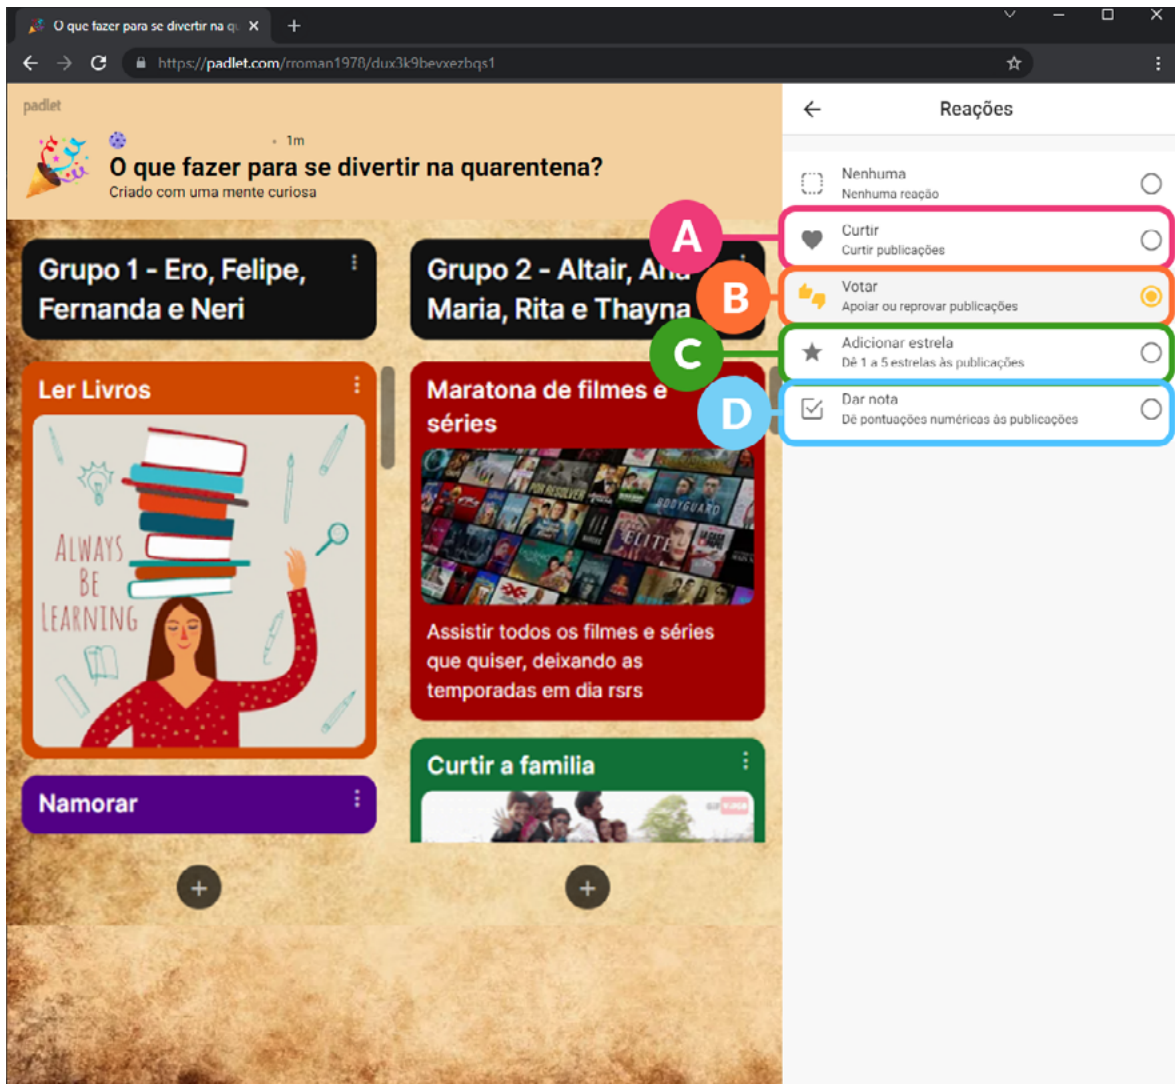 O que fazer para se divertir na q
https://padlet.com/rroman1978/dux3k9bevxezbqs1
padlet
1m
O que fazer para se divertir na quarentena?
Criado com uma mente curiosa
Grupo 1 - Ero, Felipe,
Fernanda e Neri
Ler Livros
ALWAYS
BE
LEARNING
Namorar
Grupo 2 - Altair, Ana
Maria, Rita e Thayna
Maratona de filmes e
séries
POR RESOLVER
BODYGUARD
ELITE
Assistir todos os filmes e séries
que quiser, deixando as
temporadas em dia rsrs
Curtir a familia
Reações
Nenhuma
Nenhuma reação
A
Curtir
Curtir publicações
B
Votar
Apoiar ou reprovar publicações
C
Adicionar estrela
Dê 1 a 5 estrelas às publicações
D
Dar nota
Dê pontuações numéricas às publicações